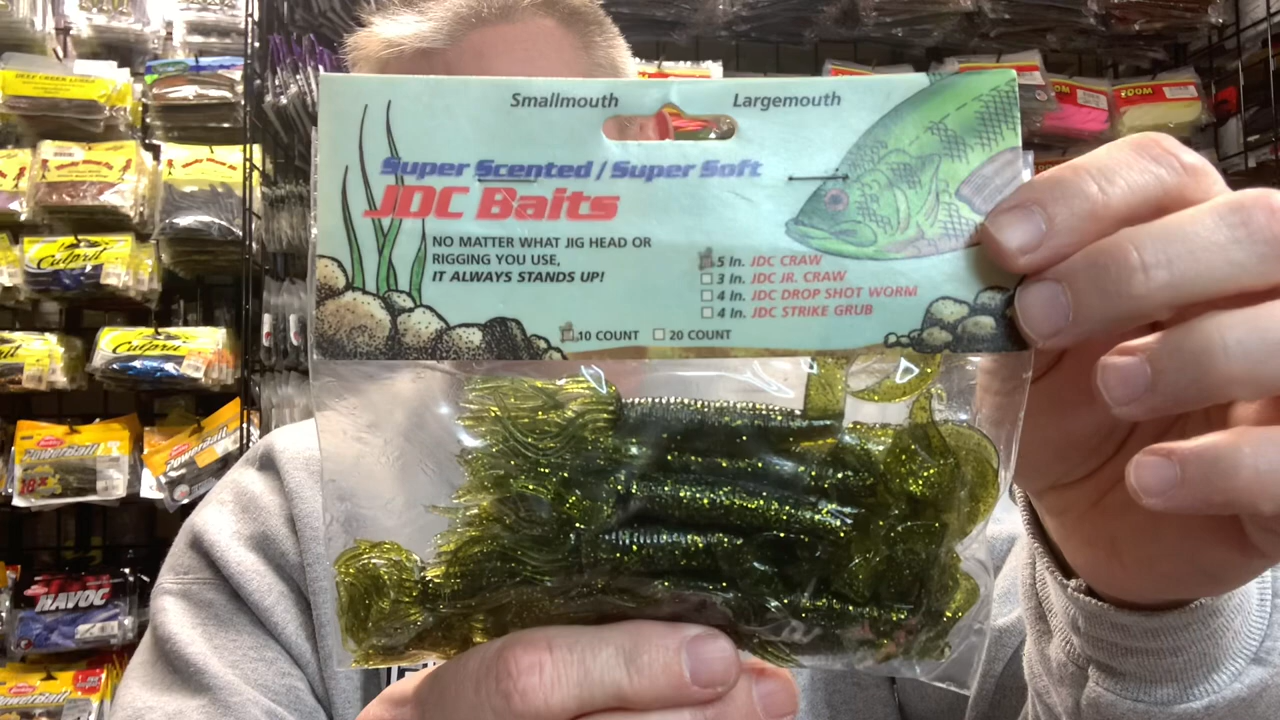 Smallmouth Largemouth
Super Scented / Super Soft
JDC Baits
NO MATTER WHAT JIG HEAD OR
RIGGING YOU USE,
IT ALWAYS STANDS UP!
5 In. JDC CRAW
3 In. JDC JR. CRAW
4 In. JDC DROP SHOT WORM
4 In. JDC STRIKE GRUB
10 COUNT 20 COUNT
Culprit
Culprit
PowerBait
PowerBait
HAVOC
PowerBait
ZOOM
ZOOM